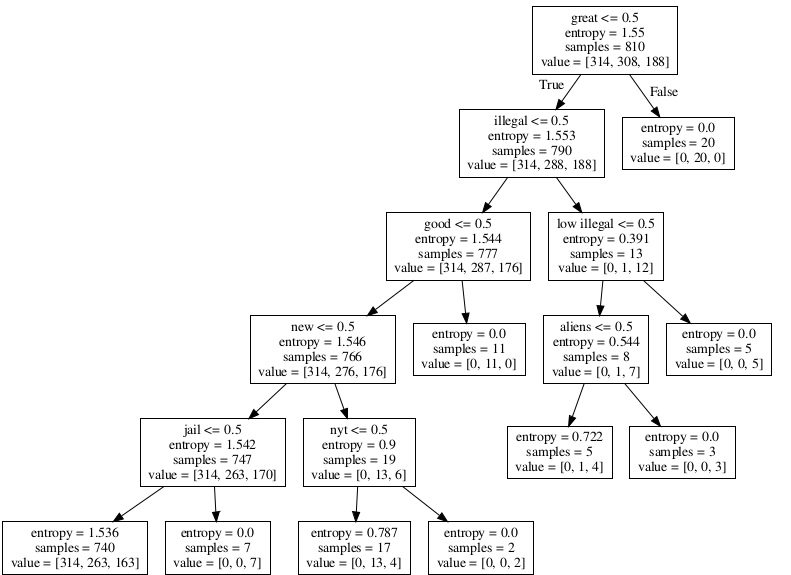 great <= 0.5
entropy = 1.55
samples = 810
value = [314, 308, 188]
True
False
illegal <= 0.5
entropy = 1.553
samples = 790
value = [314, 288, 188]
entropy = 0.0
samples = 20
value = [0, 20, 0]
good <= 0.5
entropy = 1.544
samples = 777
value = [314, 287, 176]
low illegal <= 0.5
entropy = 0.391
samples = 13
value = [0, 1, 12]
new <= 0.5
entropy = 1.546
samples = 766
value = [314, 276, 176]
entropy = 0.0
samples = 11
value = [0, 11, 0]
aliens <= 0.5
entropy = 0.544
samples = 8
value = [0, 1, 7]
entropy = 0.0
samples = 5
value = [0, 0, 5]
jail <= 0.5
entropy = 1.542
samples = 747
value = [314, 263, 170]
nyt <= 0.5
entropy = 0.9
samples = 19
value = [0, 13, 6]
entropy = 0.722
samples = 5
value = [0, 1, 4]
entropy = 0.0
samples = 3
value = [0, 0, 3]
entropy = 1.536
samples = 740
value = [314, 263, 163]
entropy = 0.0
samples = 7
value = [0, 0, 7]
entropy = 0.787
samples = 17
value = [0, 13, 4]
entropy = 0.0
samples = 2
value = [0, 0, 2]